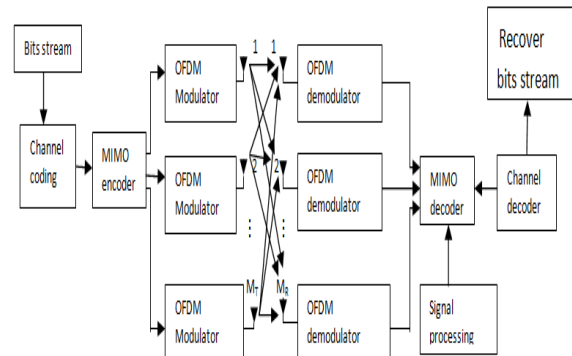 Bits stream
Channel
coding
MIMO
encoder
OFDM
Modulator
OFDM
Modulator
OFDM
Modulator
1
1
2
2
⋮
⋮
M_T
M_R
OFDM
demodulator
OFDM
demodulator
OFDM
demodulator
MIMO
decoder
Signal
processing
Channel
decoder
Recover
bits stream